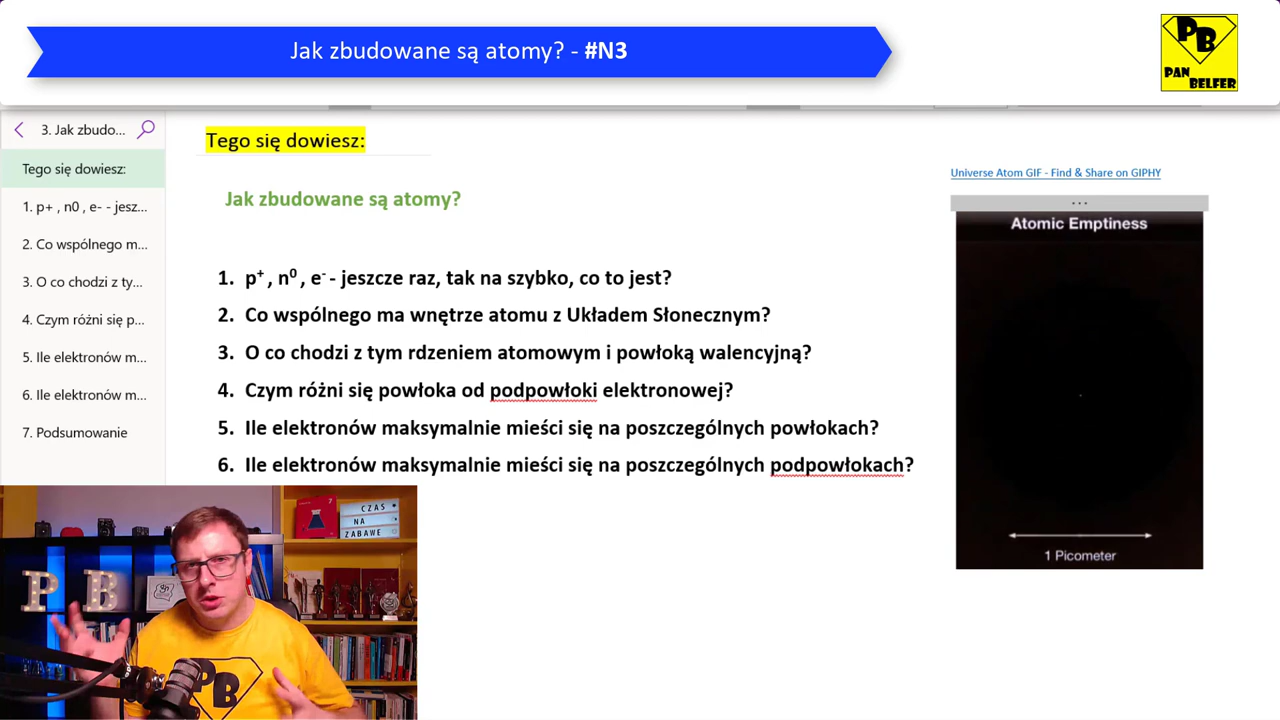 Jak zbudowane są atomy? - #N3
PB
PAN
BELFER
3. Jak zbudo...
Tego się dowiesz:
1. p+ , n0 , e- - jesz...
2. Co wspólnego m...
3. O co chodzi z ty...
4. Czym różni się p...
5. Ile elektronów m...
6. Ile elektronów m...
7. Podsumowanie
Tego się dowiesz:
Jak zbudowane są atomy?
1. p⁺ , n⁰ , e⁻ - jeszcze raz, tak na szybko, co to jest?
2. Co wspólnego ma wnętrze atomu z Układem Słonecznym?
3. O co chodzi z tym rdzeniem atomowym i powłoką walencyjną?
4. Czym różni się powłoka od podpowłoki elektronowej?
5. Ile elektronów maksymalnie mieści się na poszczególnych powłokach?
6. Ile elektronów maksymalnie mieści się na poszczególnych podpowłokach?
Universe Atom GIF - Find & Share on GIPHY
...
Atomic Emptiness
1 Picometer
7
CZAS
NA
ZABAWE
P B
PB